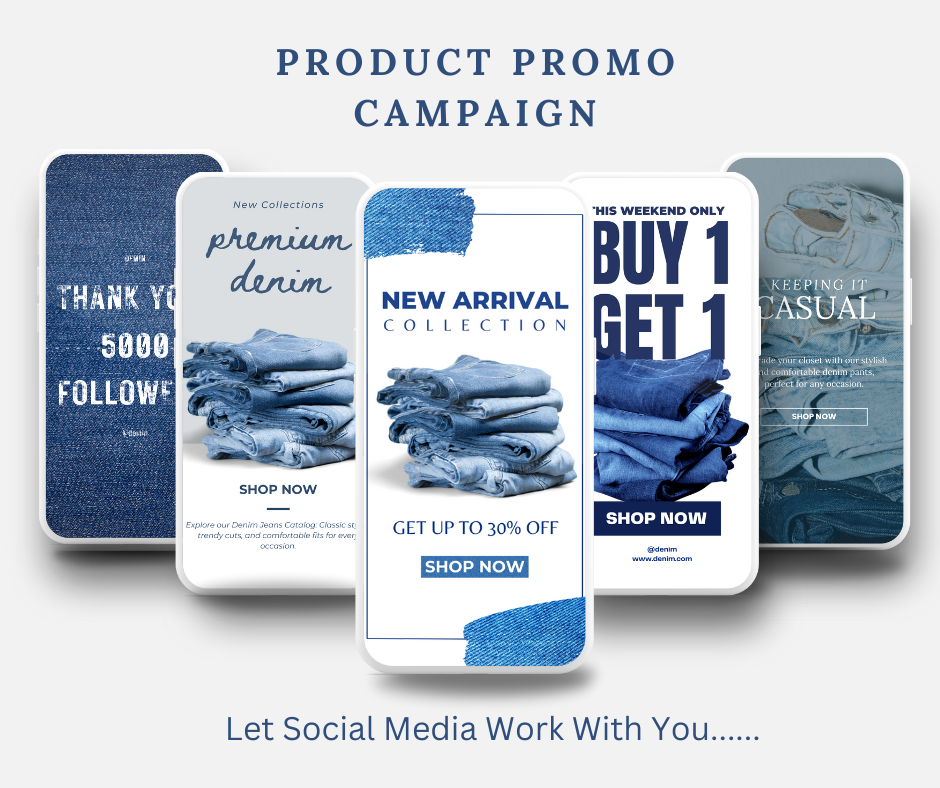 PRODUCT PROMO
CAMPAIGN
DENIM
THANK YO
5000
FOLLOWE
New Collections
premium
denim
SHOP NOW
Explore our Denim Jeans Catalog: Classic
trendy cuts, and comfortable fits for
occasion.
NEW ARRIVAL
COLLECTION
GET UP TO 30% OFF
SHOP NOW
THIS WEEKEND ONLY
BUY 1
GET 1
SHOP NOW
@denim
www.denim.com
KEEPING IT
CASUAL
your closet with our stylish
and comfortable denim pants,
perfect for any occasion.
SHOP NOW
Let Social Media Work With You......